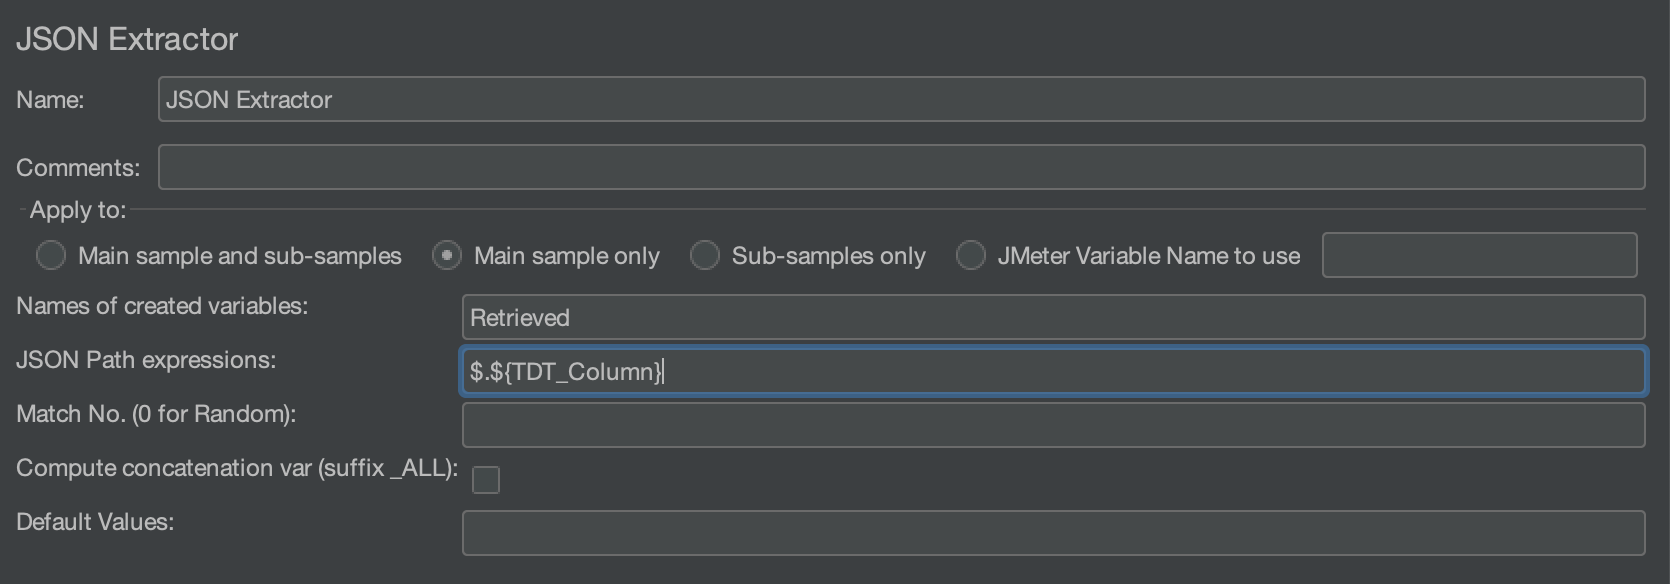 JSON Extractor
Name: JSON Extractor
Comments:
Apply to:
Main sample and sub-samples Main sample only Sub-samples only JMeter Variable Name to use
Names of created variables: Retrieved
JSON Path expressions: $.${TDT_Column}
Match No. (0 for Random):
Compute concatenation var (suffix _ALL):
Default Values: